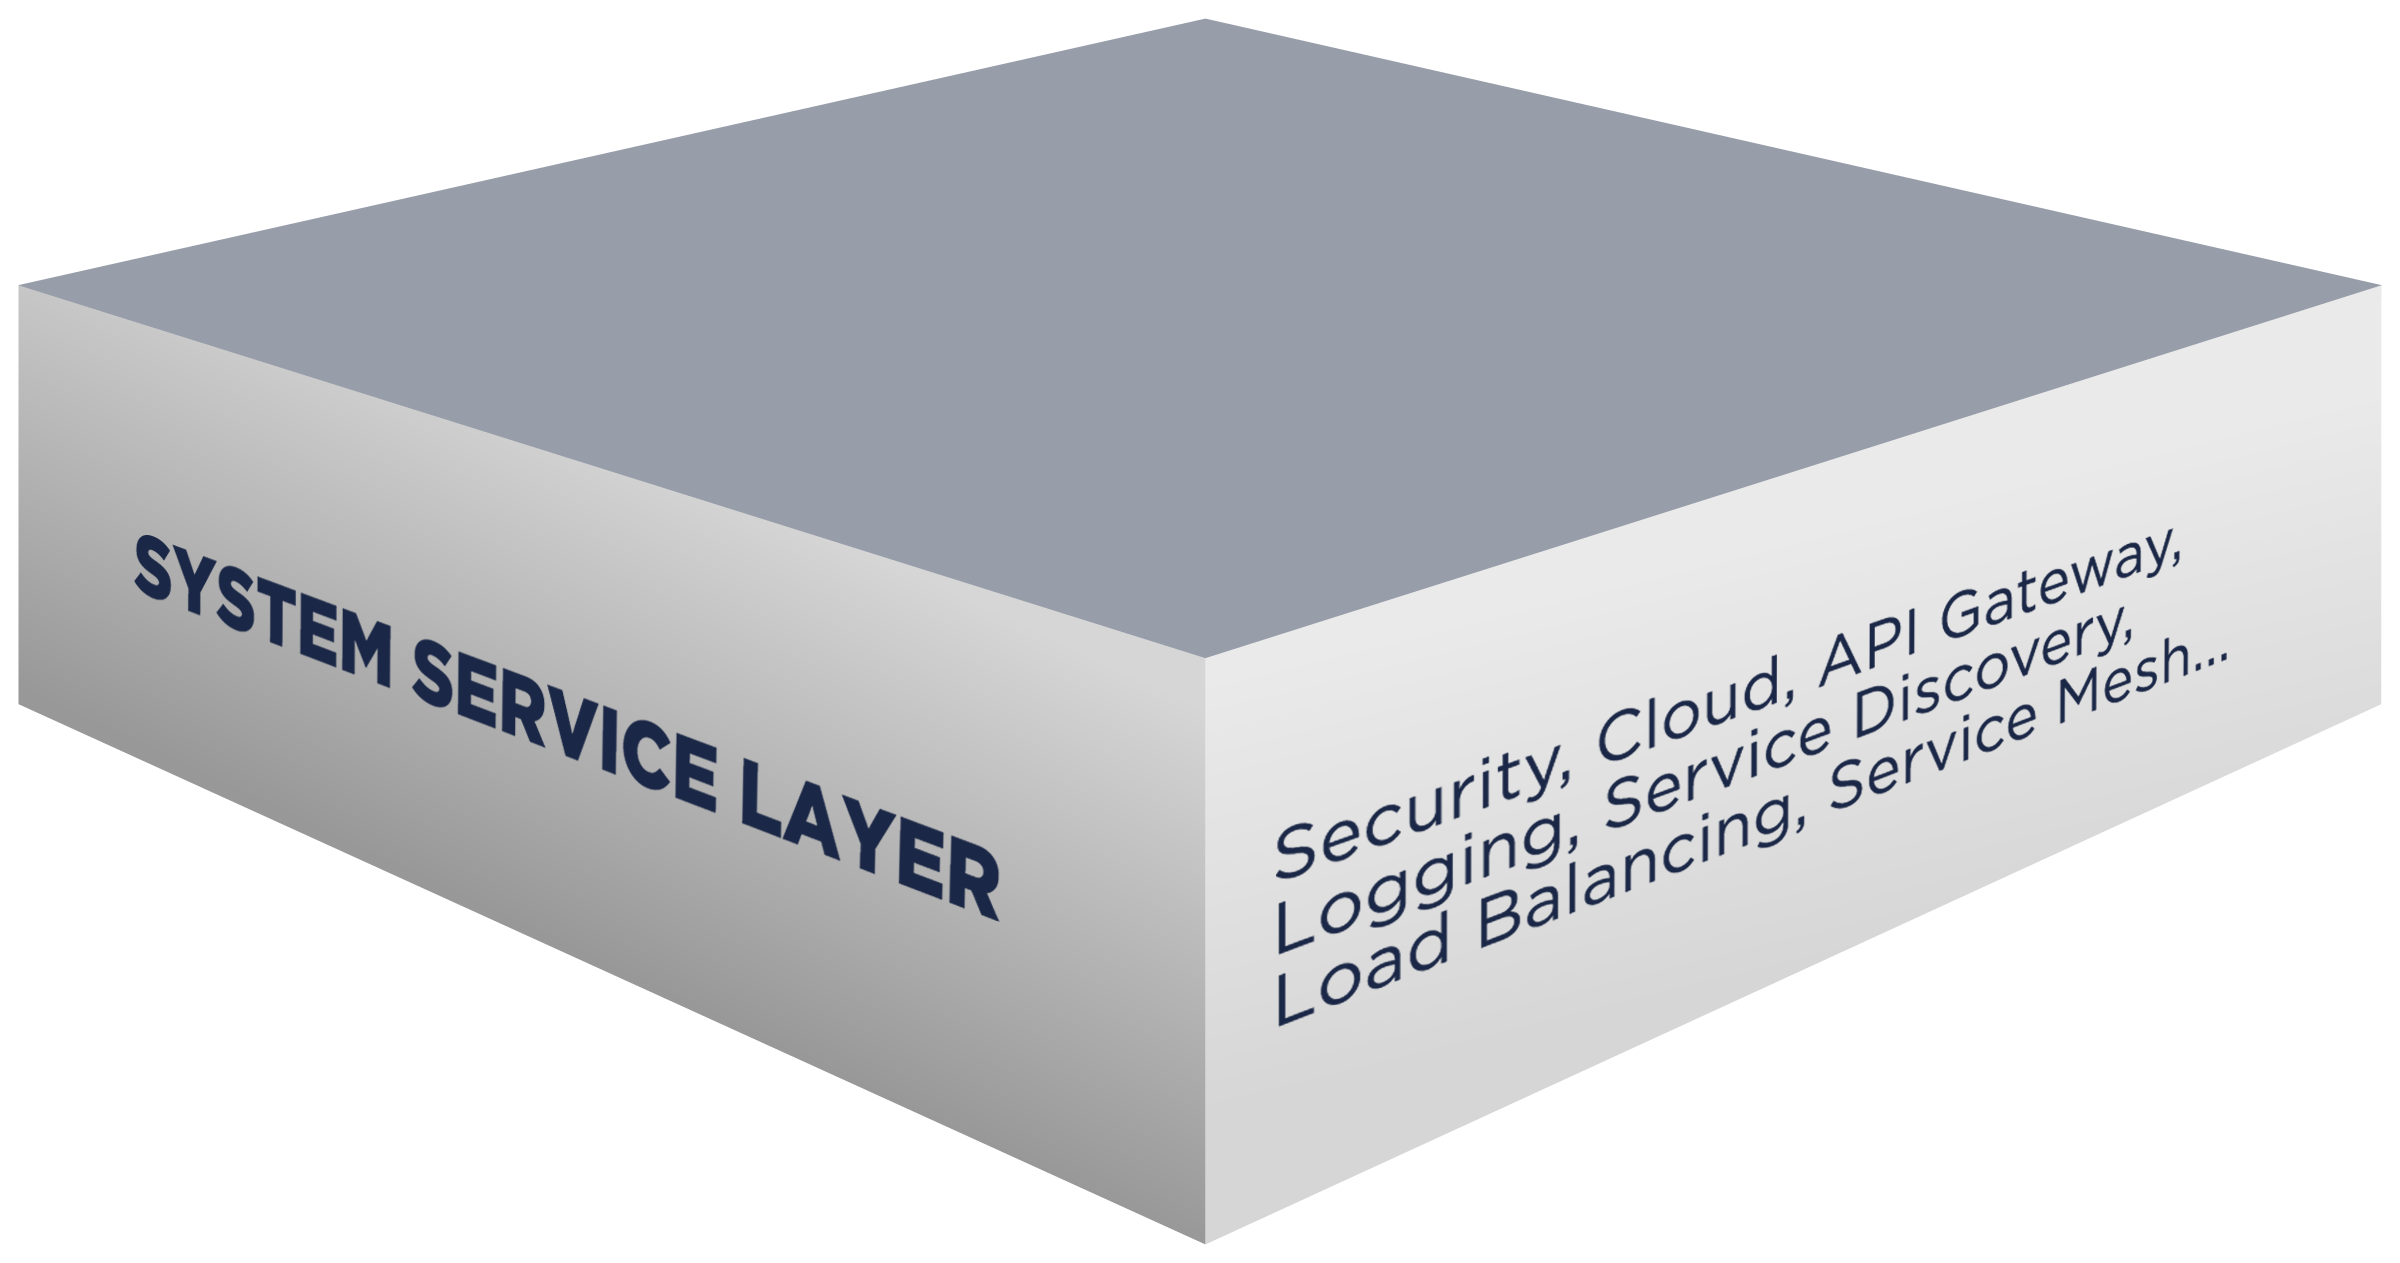 SYSTEM SERVICE LAYER
Security, Cloud, API Gateway,
Logging, Service Discovery,
Load Balancing, Service Mesh...